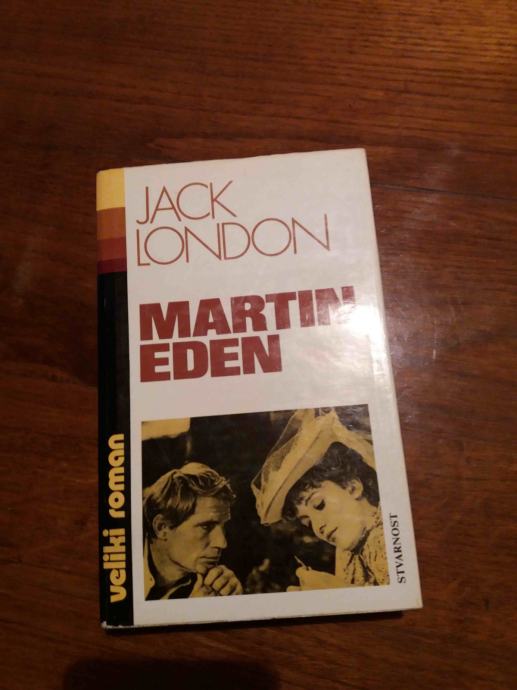 JACK
LONDON
MARTIN
EDEN
veliki roman
STVARNOST